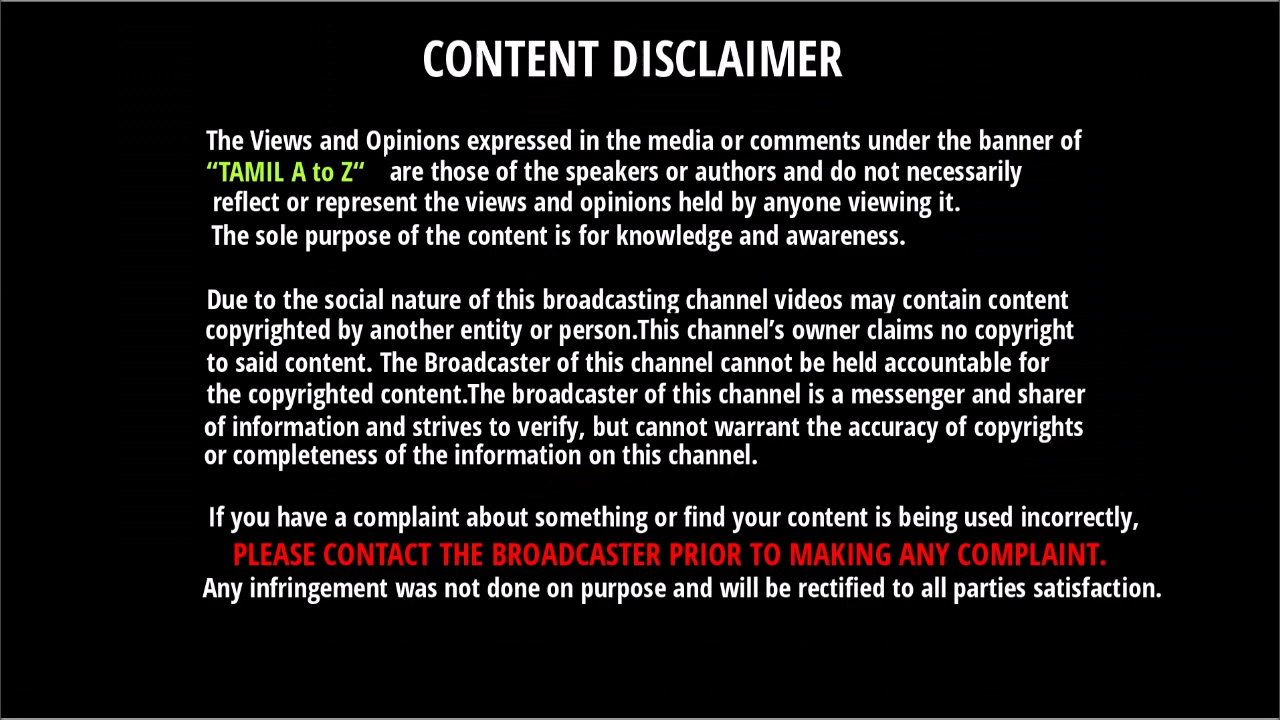 CONTENT DISCLAIMER
The Views and Opinions expressed in the media or comments under the banner of
“TAMIL A to Z“ are those of the speakers or authors and do not necessarily
reflect or represent the views and opinions held by anyone viewing it.
The sole purpose of the content is for knowledge and awareness.
Due to the social nature of this broadcasting channel videos may contain content
copyrighted by another entity or person.This channel’s owner claims no copyright
to said content. The Broadcaster of this channel cannot be held accountable for
the copyrighted content.The broadcaster of this channel is a messenger and sharer
of information and strives to verify, but cannot warrant the accuracy of copyrights
or completeness of the information on this channel.
If you have a complaint about something or find your content is being used incorrectly,
PLEASE CONTACT THE BROADCASTER PRIOR TO MAKING ANY COMPLAINT.
Any infringement was not done on purpose and will be rectified to all parties satisfaction.